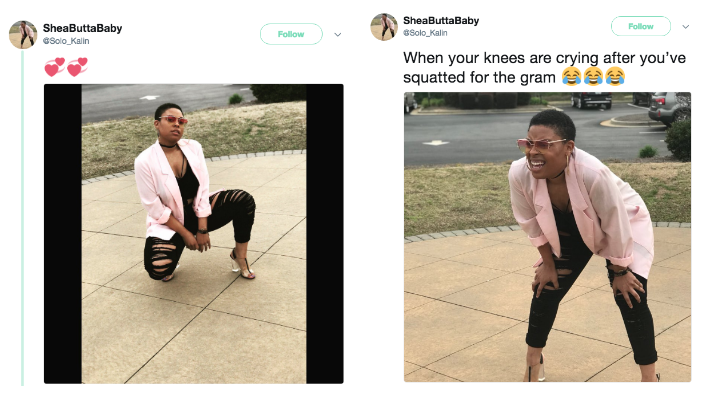 SheaButtaBaby
@Solo_Kalin
Follow
💞💞
SheaButtaBaby
@Solo_Kalin
Follow
When your knees are crying after you've
squatted for the gram 😂😂😂